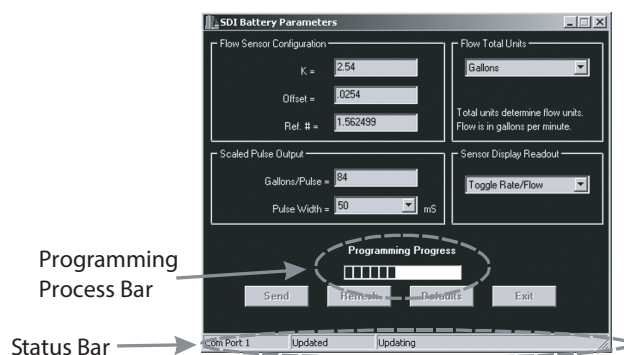 SDI Battery Parameters
Flow Sensor Configuration
K = 2.54
Offset = .0254
Ref. # = 1.562499
Flow Total Units
Gallons
Total units determine flow units.
Flow is in gallons per minute.
Scaled Pulse Output
Gallons/Pulse = 84
Pulse Width = 50 mS
Sensor Display Readout
Toggle Rate/Flow
Programming Progress
Programming
Process Bar
Send Refresh Defaults Exit
Status Bar
Com Port 1 Updated Updating